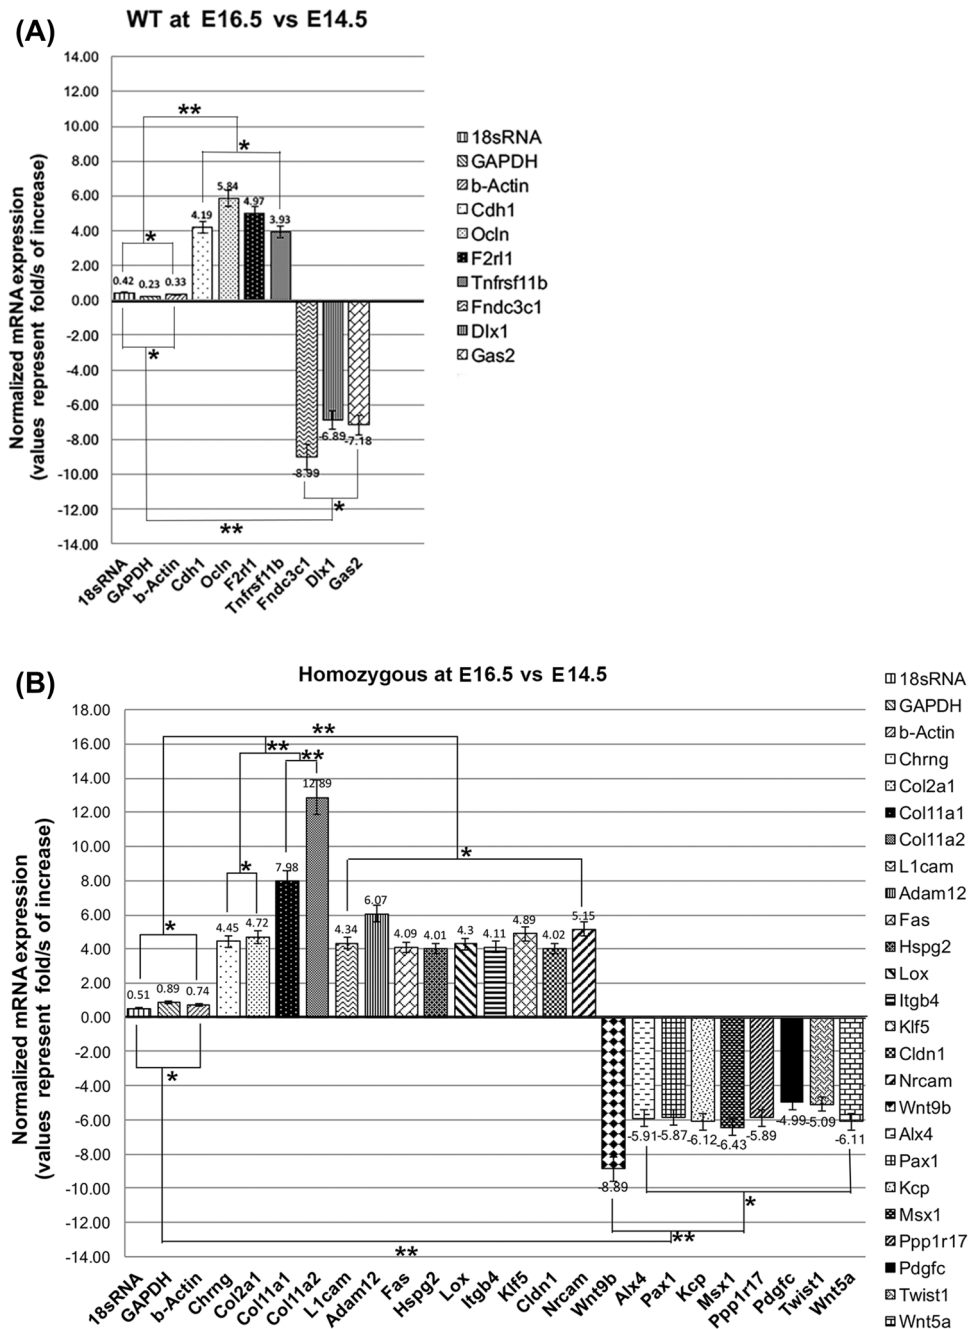 (A)
WT at E16.5 vs E14.5
Normalized mRNA expression
(values represent fold/s of increase)
14.00
12.00
10.00
8.00
6.00
4.00
2.00
0.00
-2.00
-4.00
-6.00
-8.00
-10.00
-12.00
-14.00
**
*
*
*
*
**
0.42
0.23
0.33
4.19
5.84
4.97
3.93
-8.99
-6.89
-7.18
18sRNA
GAPDH
b-Actin
Cdh1
Ocln
F2rl1
Tnfrsf11b
Fndc3c1
Dlx1
Gas2
18sRNA
GAPDH
b-Actin
Cdh1
Ocln
F2rl1
Tnfrsf11b
Fndc3c1
Dlx1
Gas2
(B)
Homozygous at E16.5 vs E14.5
Normalized mRNA expression
(values represent fold/s of increase)
18.00
16.00
14.00
12.00
10.00
8.00
6.00
4.00
2.00
0.00
-2.00
-4.00
-6.00
-8.00
-10.00
-12.00
-14.00
**
**
**
*
*
*
*
*
**
**
0.51
0.89
0.74
4.45
4.72
7.98
12.89
4.34
6.07
4.09
4.01
4.3
4.11
4.89
4.02
5.15
-8.89
-5.91
-5.87
-6.12
-6.43
-5.89
-4.99
-5.09
-6.11
18sRNA
GAPDH
b-Actin
Chrng
Col2a1
Col11a1
Col11a2
L1cam
Adam12
Fas
Hspg2
Lox
Itgb4
Klf5
Cldn1
Nrcam
Wnt9b
Alx4
Pax1
Kcp
Msx1
Ppp1r17
Pdgfc
Twist1
Wnt5a
18sRNA
GAPDH
b-Actin
Chrng
Col2a1
Col11a1
Col11a2
L1cam
Adam12
Fas
Hspg2
Lox
Itgb4
Klf5
Cldn1
Nrcam
Wnt9b
Alx4
Pax1
Kcp
Msx1
Ppp1r17
Pdgfc
Twist1
Wnt5a